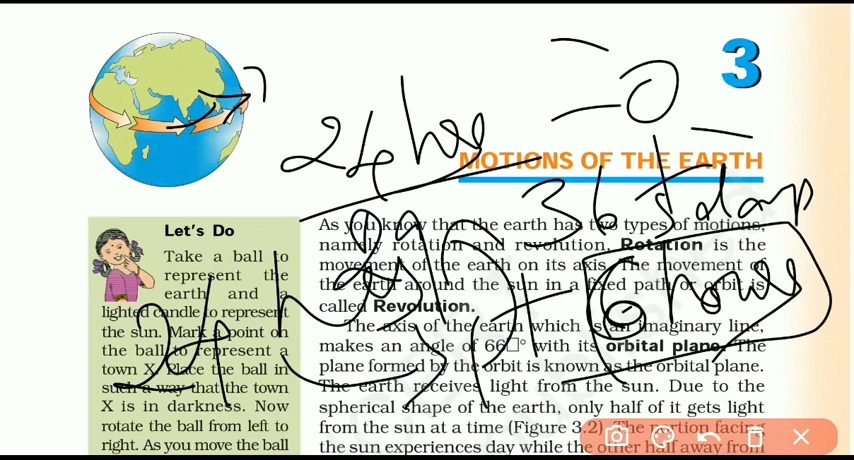 3
MOTIONS OF THE EARTH
24 hrs
Let's Do
Take a ball to
represent the
earth and a
lighted candle to represent
the sun. Mark a point on
the ball to represent a
town X. Place the ball in
such a way that the town
X is in darkness. Now
rotate the ball from left to
right. As you move the ball
As you know that the earth has two types of motions,
namely rotation and revolution. Rotation is the
movement of the earth on its axis. The movement of
the earth around the sun in a fixed path or orbit is
called Revolution.
The axis of the earth which is an imaginary line,
makes an angle of 66□° with its orbital plane. The
plane formed by the orbit is known as the orbital plane.
The earth receives light from the sun. Due to the
spherical shape of the earth, only half of it gets light
from the sun at a time (Figure 3.2). The portion facing
the sun experiences day while the other half away from
6 hours